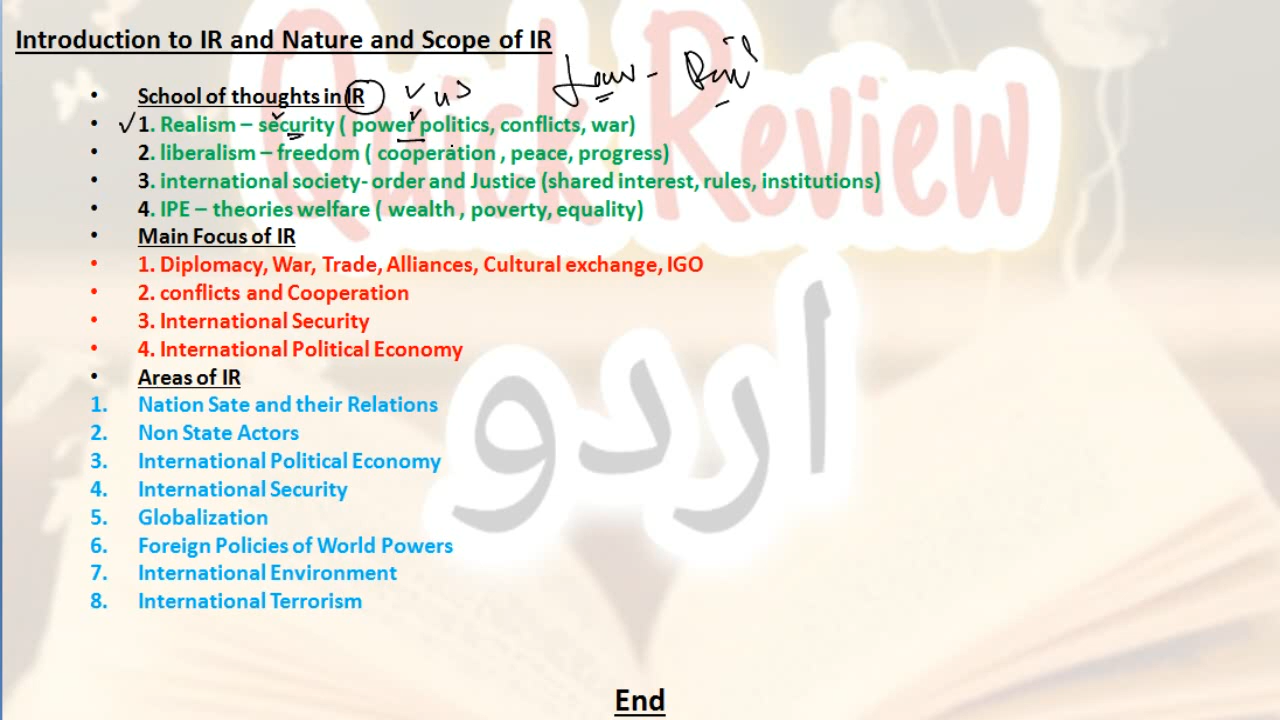 Introduction to IR and Nature and Scope of IR
• School of thoughts in IR
• 1. Realism – security ( power politics, conflicts, war)
• 2. liberalism – freedom ( cooperation , peace, progress)
• 3. international society- order and Justice (shared interest, rules, institutions)
• 4. IPE – theories welfare ( wealth , poverty, equality)
• Main Focus of IR
• 1. Diplomacy, War, Trade, Alliances, Cultural exchange, IGO
• 2. conflicts and Cooperation
• 3. International Security
• 4. International Political Economy
• Areas of IR
1. Nation Sate and their Relations
2. Non State Actors
3. International Political Economy
4. International Security
5. Globalization
6. Foreign Policies of World Powers
7. International Environment
8. International Terrorism
End
Quick Review
اردو